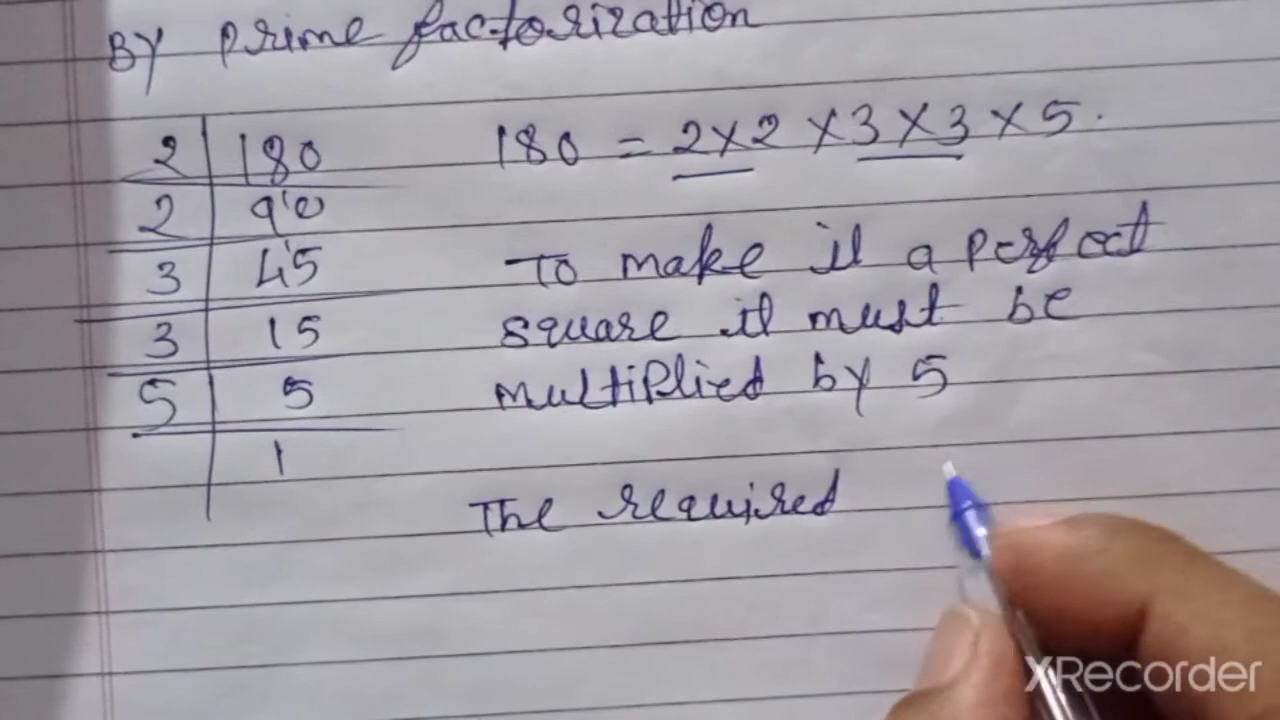 By prime factorization
2 | 180
2 | 90
3 | 45
3 | 15
5 | 5
1
180 = 2×2 × 3×3 × 5.
To make it a perfect
square it must be
multiplied by 5
The required
XRecorder